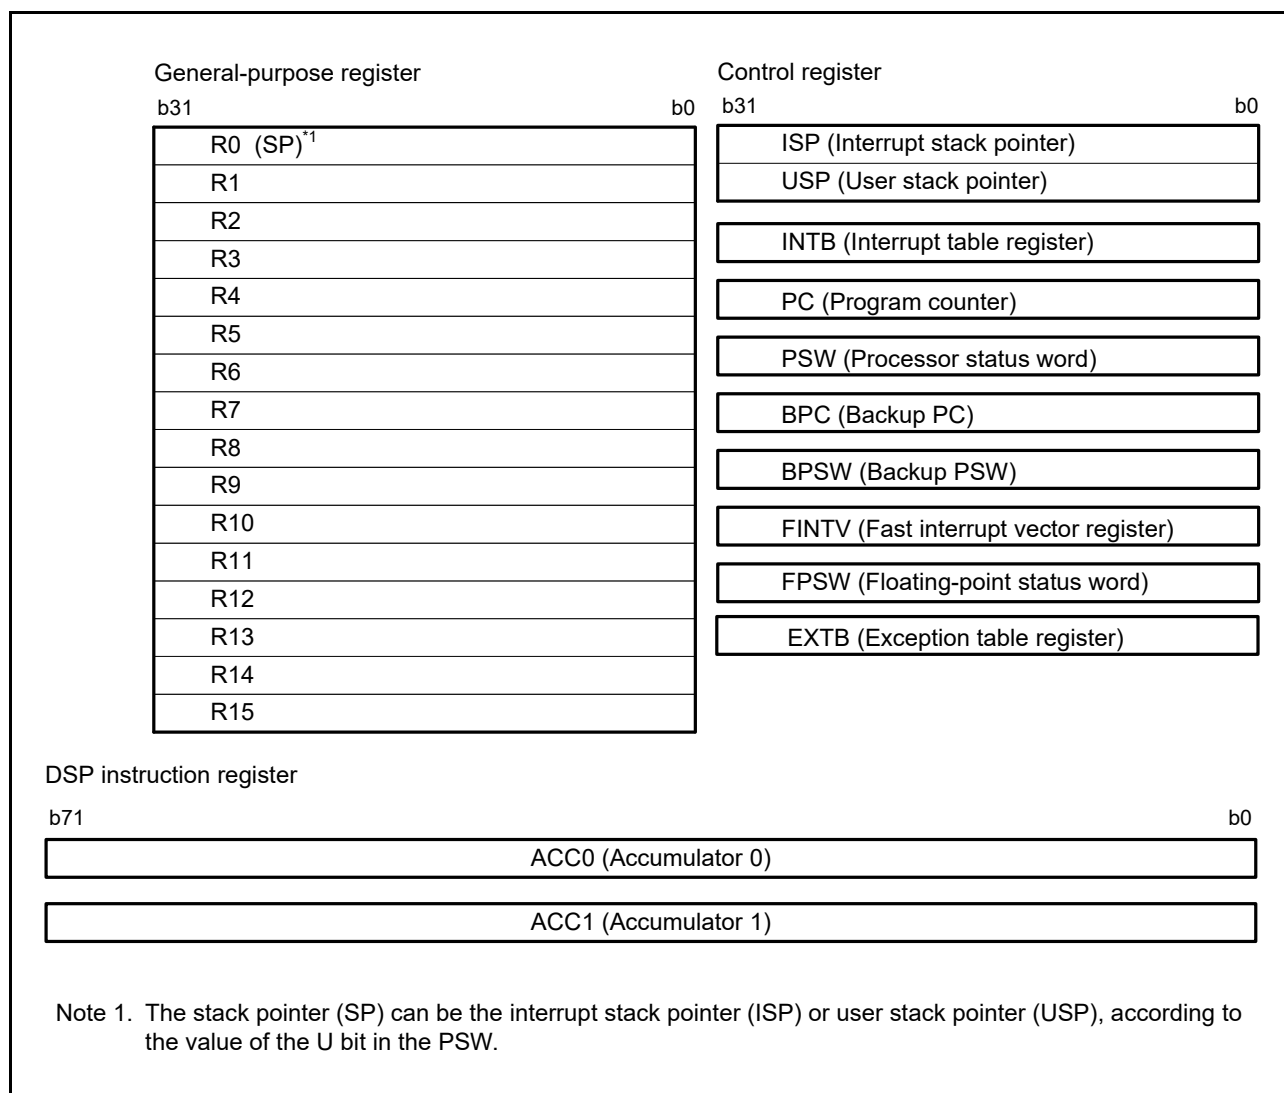 General-purpose register
b31 b0
R0 (SP)*1
R1
R2
R3
R4
R5
R6
R7
R8
R9
R10
R11
R12
R13
R14
R15
Control register
b31 b0
ISP (Interrupt stack pointer)
USP (User stack pointer)
INTB (Interrupt table register)
PC (Program counter)
PSW (Processor status word)
BPC (Backup PC)
BPSW (Backup PSW)
FINTV (Fast interrupt vector register)
FPSW (Floating-point status word)
EXTB (Exception table register)
DSP instruction register
b71 b0
ACC0 (Accumulator 0)
ACC1 (Accumulator 1)
Note 1. The stack pointer (SP) can be the interrupt stack pointer (ISP) or user stack pointer (USP), according to
the value of the U bit in the PSW.